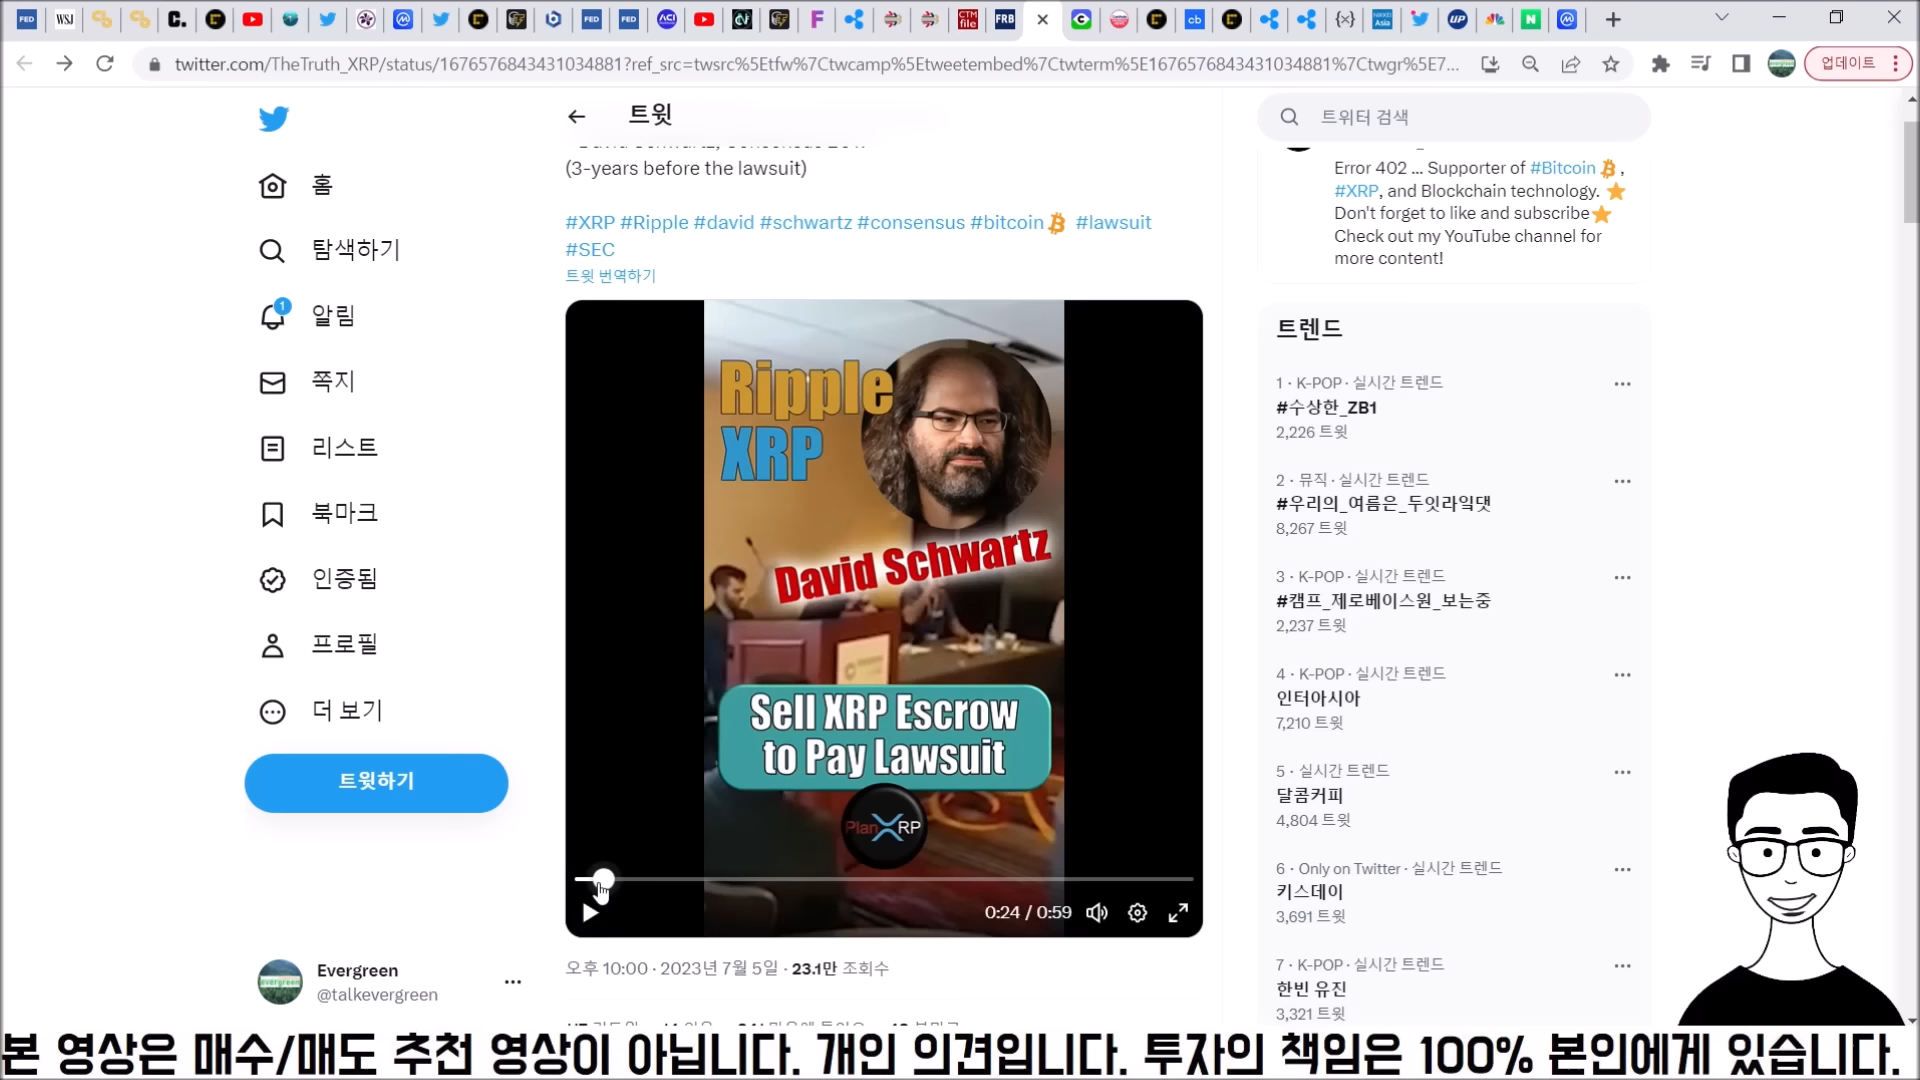 FED
WSJ
C.
FED
FED
ACI
F
CTM
file
FRB
cb
{x}
NIKKEI
Asia
UP
N
twitter.com/TheTruth_XRP/status/1676576843431034881?ref_src=twsrc%5Etfw%7Ctwcamp%5Etweetembed%7Ctwterm%5E1676576843431034881%7Ctwgr%5E7...
업데이트
트윗
트위터 검색
홈
탐색하기
1
알림
쪽지
리스트
북마크
인증됨
프로필
더 보기
트윗하기
Evergreen
@talkevergreen
(3-years before the lawsuit)
#XRP #Ripple #david #schwartz #consensus #bitcoin #lawsuit
#SEC
트윗 번역하기
Ripple
XRP
David Schwartz
Sell XRP Escrow
to Pay Lawsuit
Plan XRP
0:24 / 0:59
오후 10:00 · 2023년 7월 5일 · 23.1만 조회수
Error 402 ... Supporter of #Bitcoin ,
#XRP, and Blockchain technology.
Don't forget to like and subscribe
Check out my YouTube channel for
more content!
트렌드
1 · K-POP · 실시간 트렌드
#수상한_ZB1
2,226 트윗
2 · 뮤직 · 실시간 트렌드
#우리의_여름은_두잇라잌댓
8,267 트윗
3 · K-POP · 실시간 트렌드
#캠프_제로베이스원_보는중
2,237 트윗
4 · K-POP · 실시간 트렌드
인터아시아
7,210 트윗
5 · 실시간 트렌드
달콤커피
4,804 트윗
6 · Only on Twitter · 실시간 트렌드
키스데이
3,691 트윗
7 · K-POP · 실시간 트렌드
한빈 유진
3,321 트윗
본 영상은 매수/매도 추천 영상이 아닙니다. 개인 의견입니다. 투자의 책임은 100% 본인에게 있습니다.